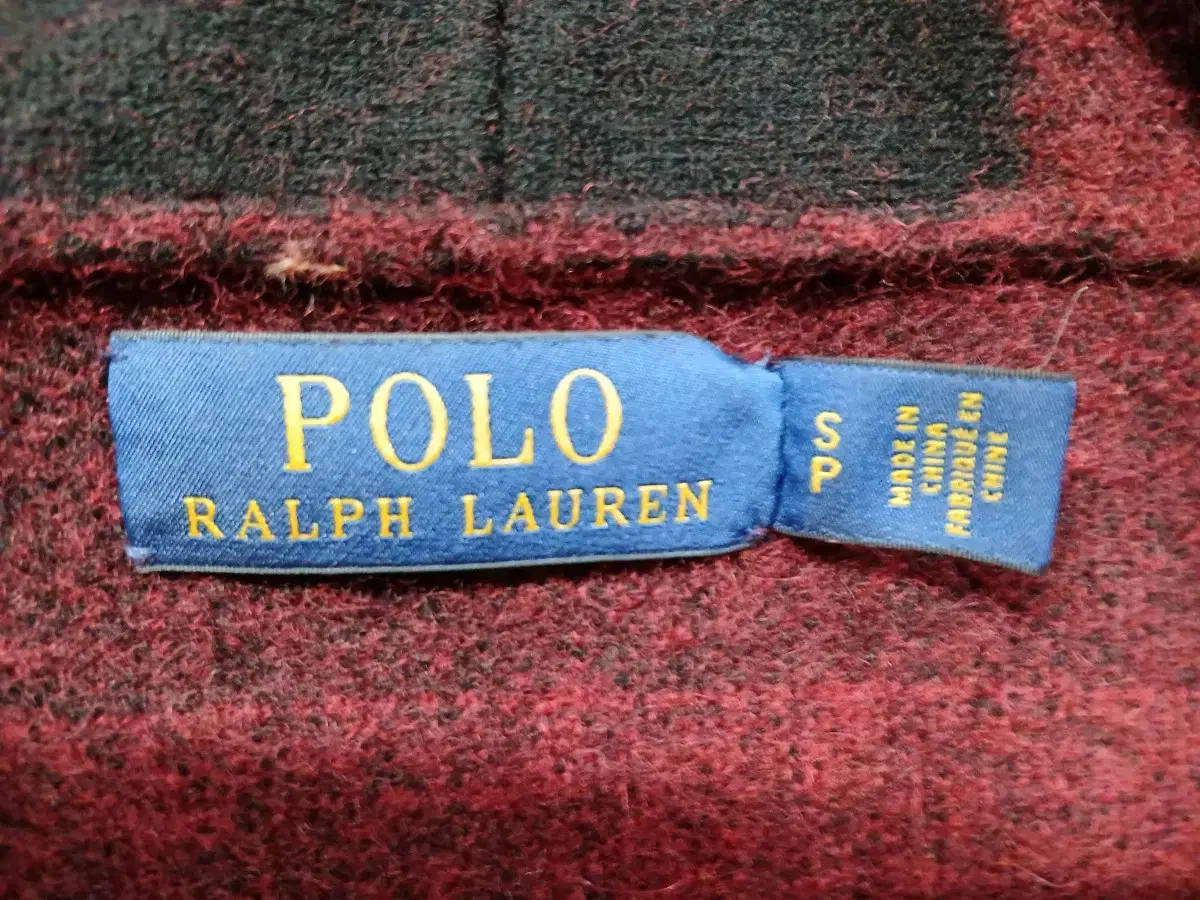 POLO
RALPH LAUREN
S
P
MADE IN
CHINA
FABRIQUÉ EN
CHINE